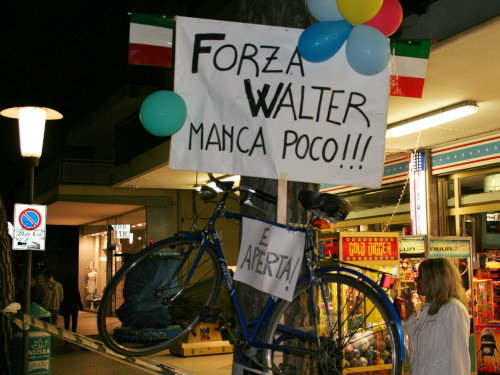 FORZA
WALTER
MANCA POCO!!!
È
APERTA!
GOLD DIGGER